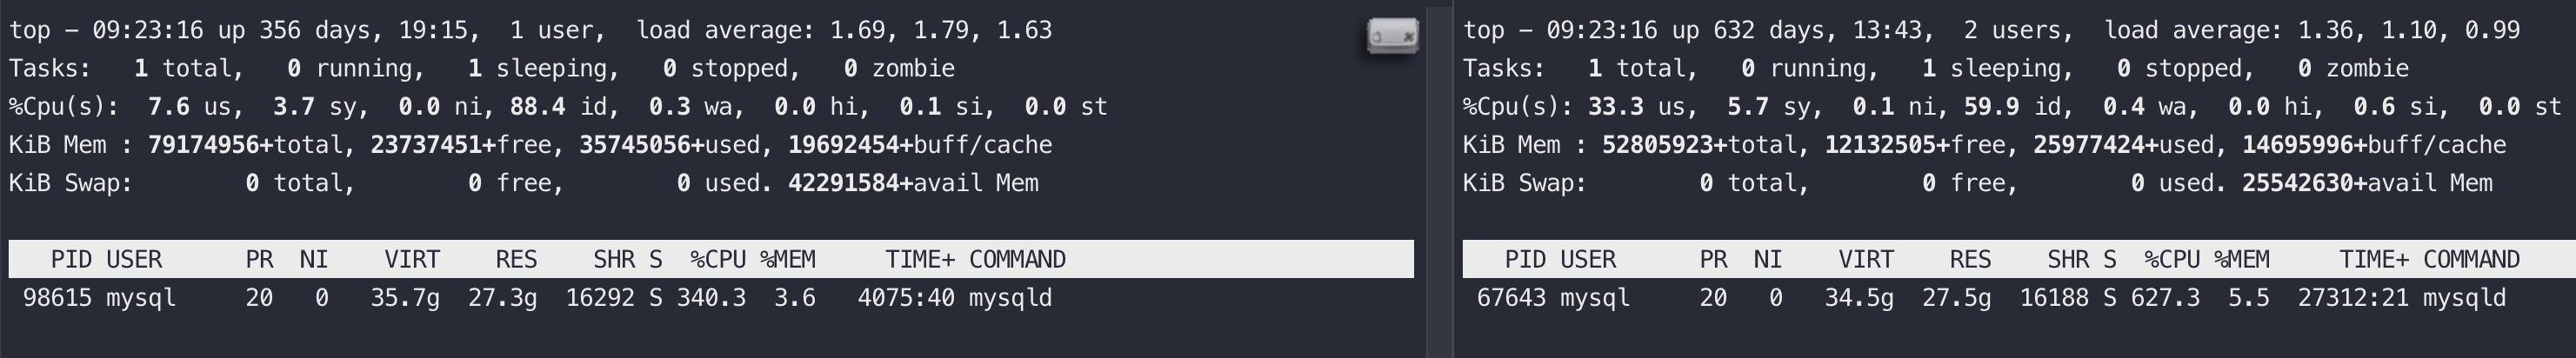 top – 09:23:16 up 356 days, 19:15,  1 user,  load average: 1.69, 1.79, 1.63
Tasks:   1 total,   0 running,   1 sleeping,   0 stopped,   0 zombie
%Cpu(s):  7.6 us,  3.7 sy,  0.0 ni, 88.4 id,  0.3 wa,  0.0 hi,  0.1 si,  0.0 st
KiB Mem : 79174956+total, 23737451+free, 35745056+used, 19692454+buff/cache
KiB Swap:        0 total,        0 free,        0 used. 42291584+avail Mem
   PID USER      PR  NI    VIRT    RES    SHR S  %CPU %MEM     TIME+ COMMAND
 98615 mysql     20   0   35.7g  27.3g  16292 S 340.3  3.6   4075:40 mysqld
top – 09:23:16 up 632 days, 13:43,  2 users,  load average: 1.36, 1.10, 0.99
Tasks:   1 total,   0 running,   1 sleeping,   0 stopped,   0 zombie
%Cpu(s): 33.3 us,  5.7 sy,  0.1 ni, 59.9 id,  0.4 wa,  0.0 hi,  0.6 si,  0.0 st
KiB Mem : 52805923+total, 12132505+free, 25977424+used, 14695996+buff/cache
KiB Swap:        0 total,        0 free,        0 used. 25542630+avail Mem
   PID USER      PR  NI    VIRT    RES    SHR S  %CPU %MEM     TIME+ COMMAND
 67643 mysql     20   0   34.5g  27.5g  16188 S 627.3  5.5  27312:21 mysqld